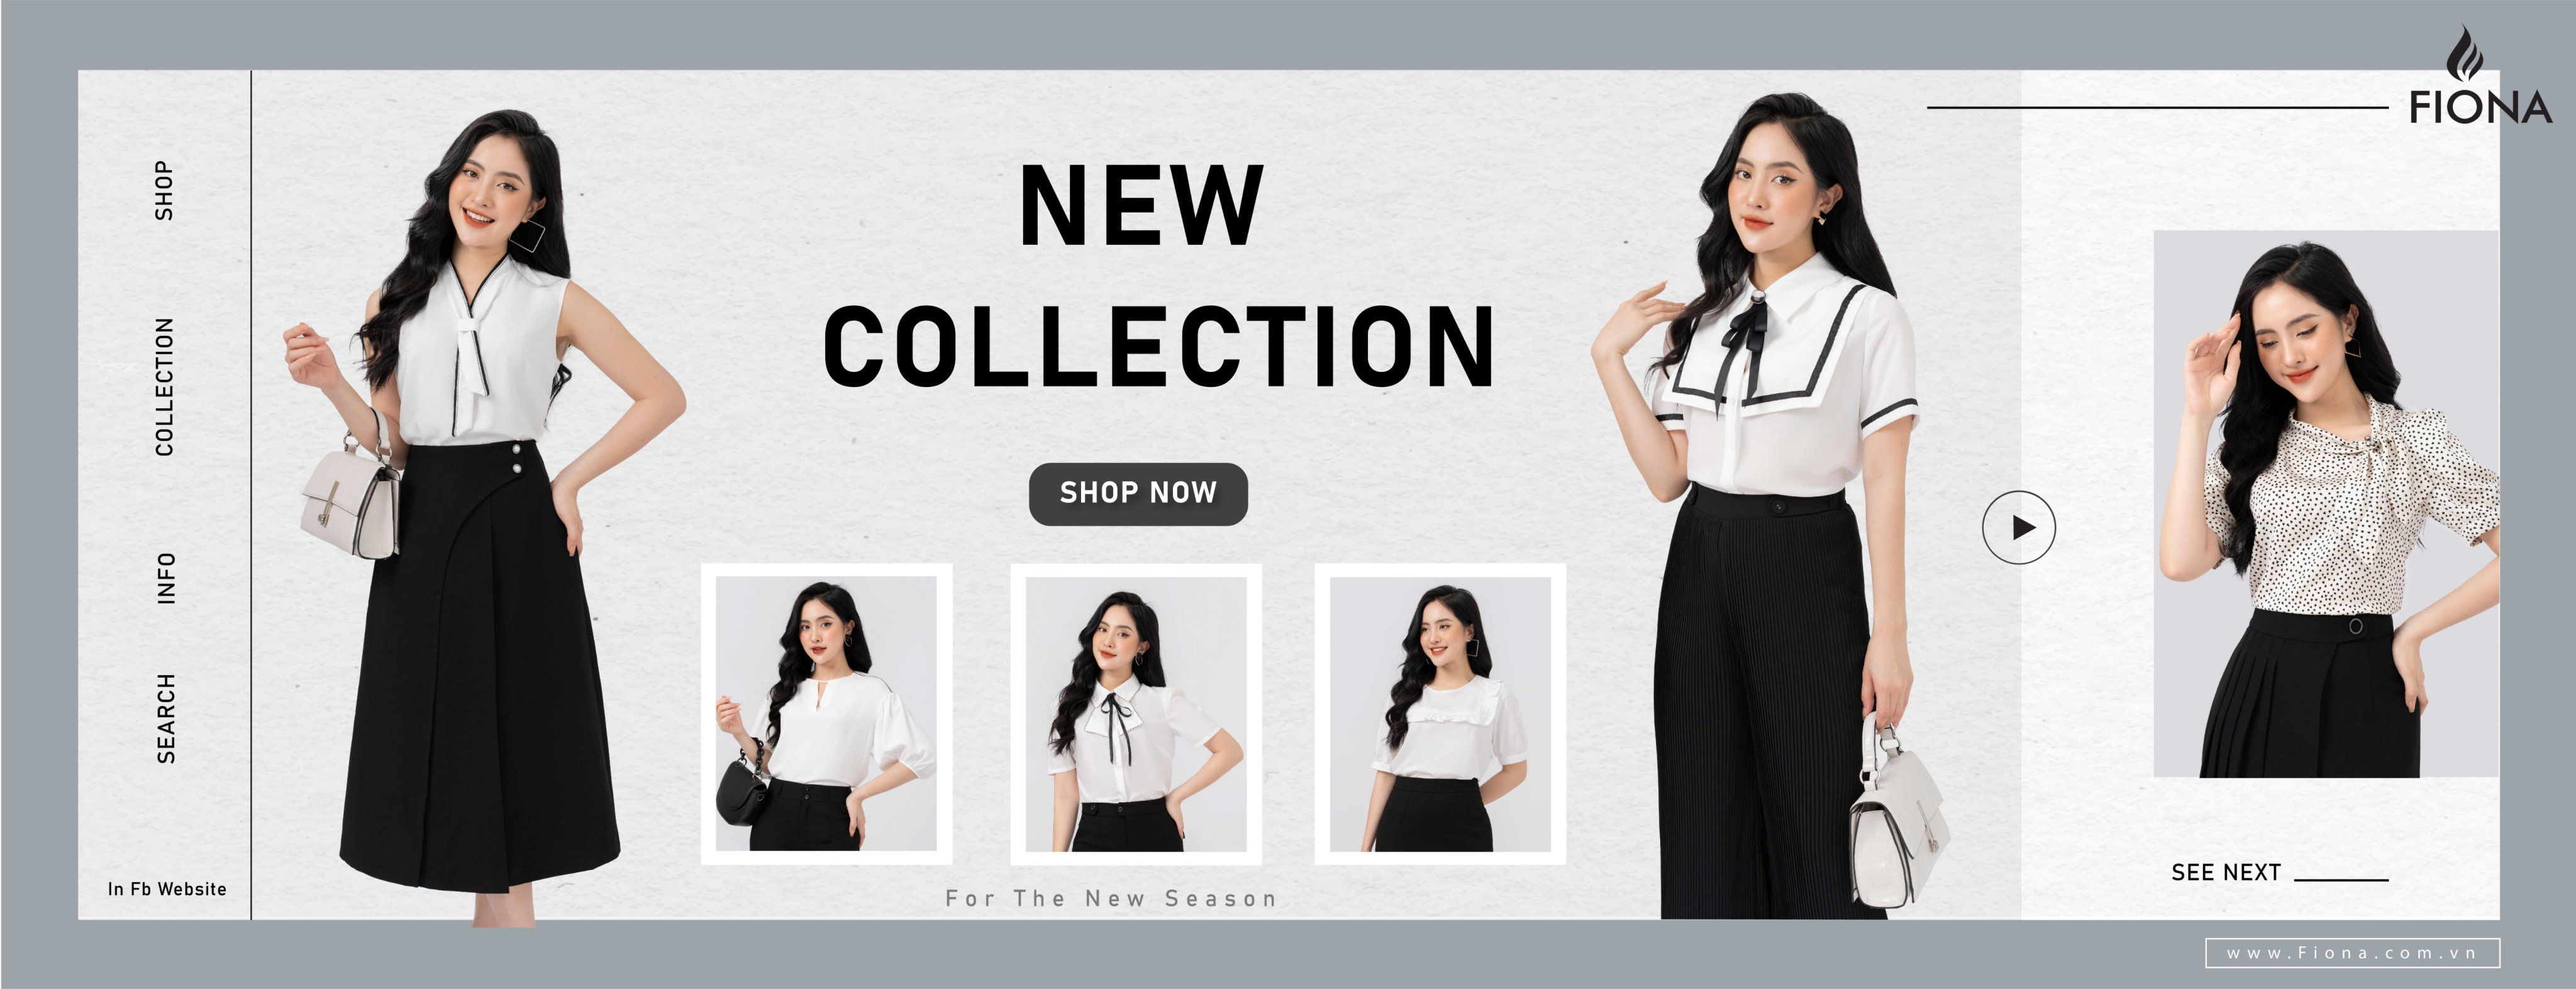 SHOP
COLLECTION
INFO
SEARCH
In Fb Website
NEW
COLLECTION
SHOP NOW
For The New Season
FIONA
SEE NEXT
www.Fiona.com.vn